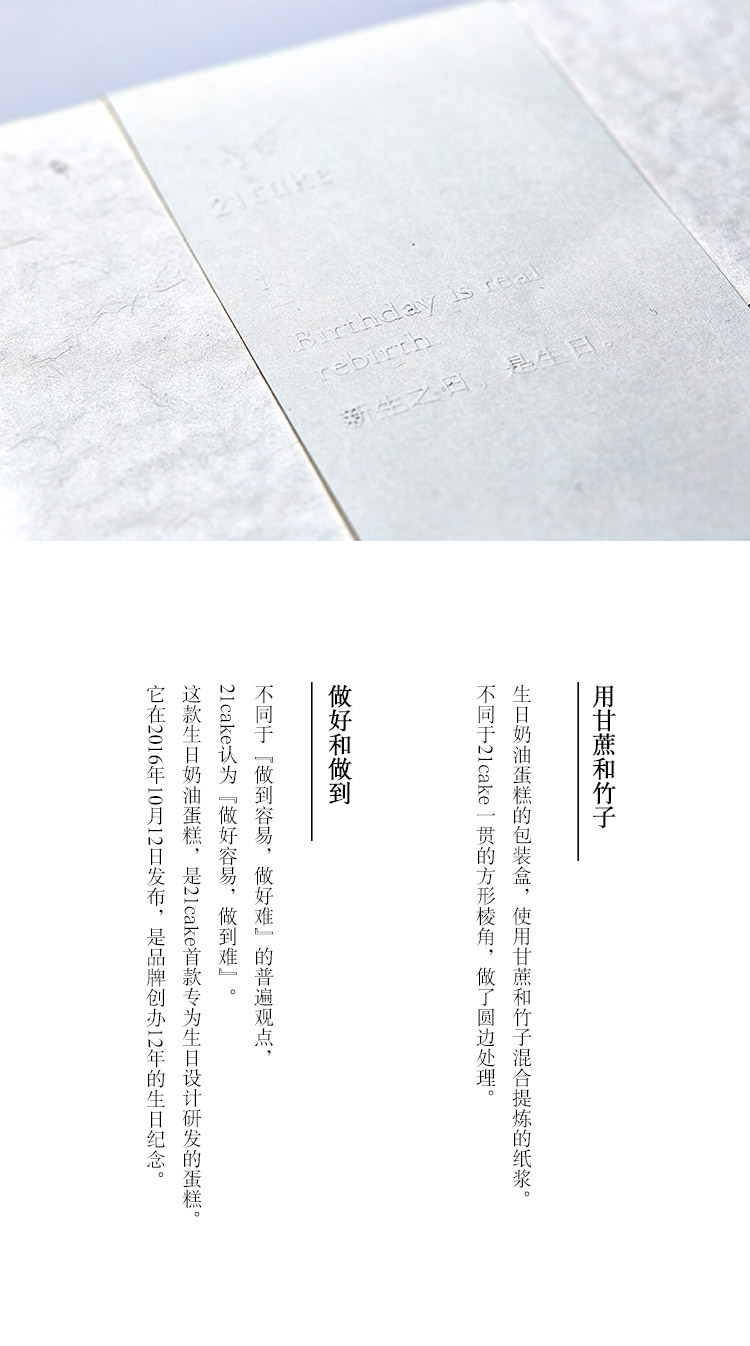 21cake
Birthday is real
rebirth
新生之日，是生日。
用甘蔗和竹子
生日奶油蛋糕的包装盒，使用甘蔗和竹子混合提炼的纸浆。
不同于21cake一贯的方形棱角，做了圆边处理。
做好和做到
不同于『做到容易，做好难』的普遍观点，
21cake认为『做好容易，做到难』。
这款生日奶油蛋糕，是21cake首款专为生日设计研发的蛋糕。
它在2016年10月12日发布，是品牌创办12年的生日纪念。